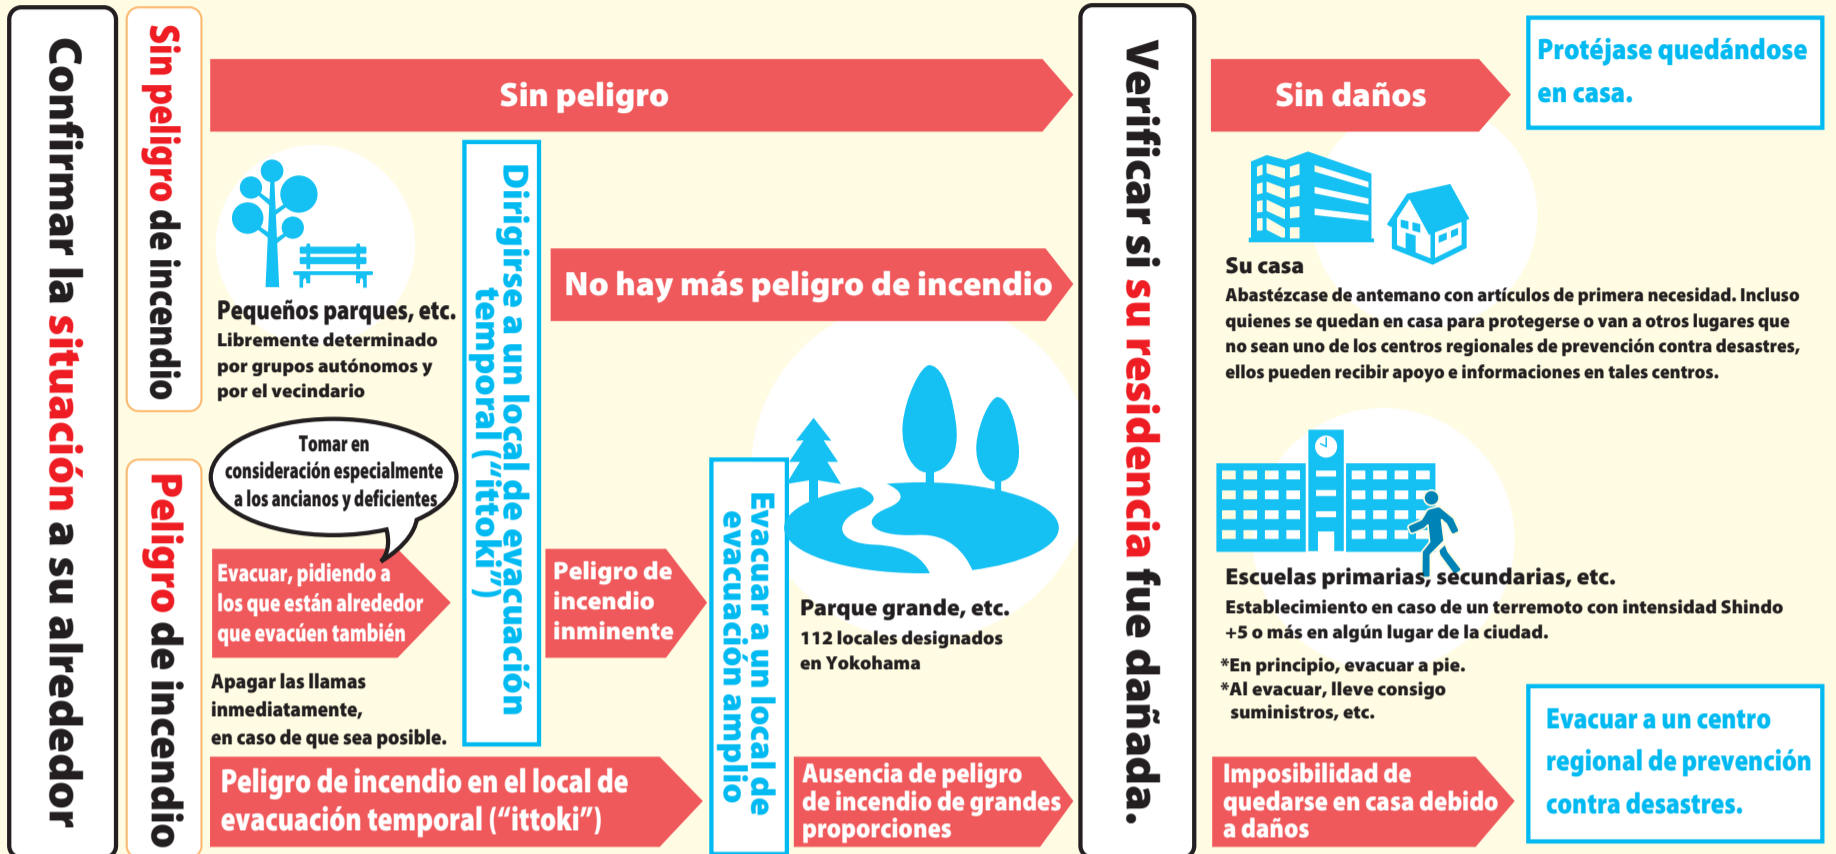 Confirmar la situación a su alrededor
Sin peligro de incendio
Sin peligro
Pequeños parques, etc.
Libremente determinado
por grupos autónomos y
por el vecindario
Peligro de incendio
Tomar en
consideración especialmente
a los ancianos y deficientes
Evacuar, pidiendo a
los que están alrededor
que evacúen también
Apagar las llamas
inmediatamente,
en caso de que sea posible.
Peligro de incendio en el local de
evacuación temporal (“ittoki”)
Dirigirse a un local de evacuación
temporal (“ittoki”)
No hay más peligro de incendio
Peligro de
incendio
inminente
Evacuar a un local de
evacuación amplio
Parque grande, etc.
112 locales designados
en Yokohama
Ausencia de peligro
de incendio de grandes
proporciones
Verificar si su residencia fue dañada.
Sin daños
Protéjase quedándose
en casa.
Su casa
Abastézcase de antemano con artículos de primera necesidad. Incluso
quienes se quedan en casa para protegerse o van a otros lugares que
no sean uno de los centros regionales de prevención contra desastres,
ellos pueden recibir apoyo e informaciones en tales centros.
Escuelas primarias, secundarias, etc.
Establecimiento en caso de un terremoto con intensidad Shindo
+5 o más en algún lugar de la ciudad.
*En principio, evacuar a pie.
*Al evacuar, lleve consigo
suministros, etc.
Imposibilidad de
quedarse en casa debido
a daños
Evacuar a un centro
regional de prevención
contra desastres.